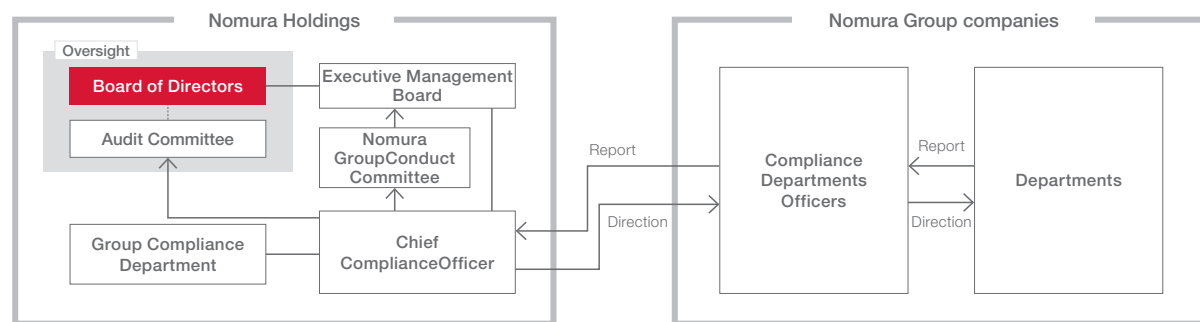 Nomura Holdings
Oversight
Board of Directors
Audit Committee
Executive Management
Board
Nomura
GroupConduct
Committee
Group Compliance
Department
Chief
ComplianceOfficer
Report
Direction
Nomura Group companies
Compliance
Departments
Officers
Report
Direction
Departments